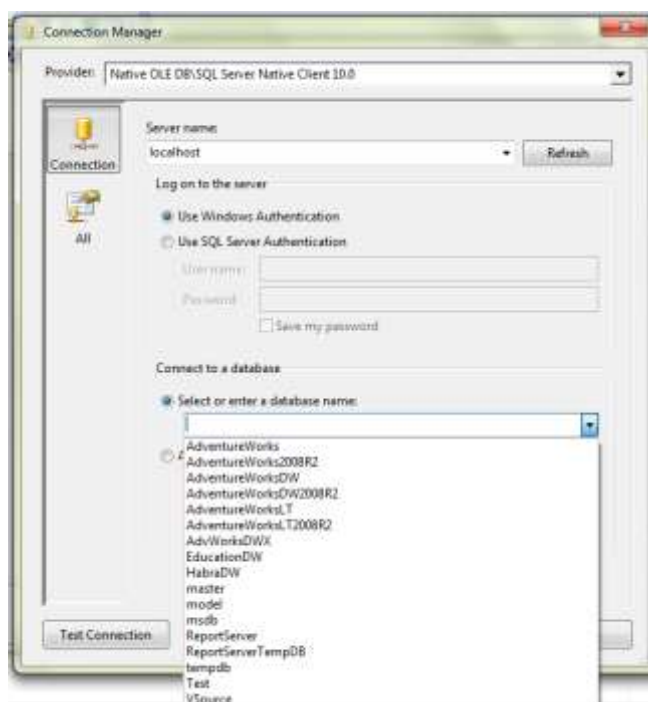 Connection Manager
Provider: Native OLE DB\SQL Server Native Client 10.0
Connection
All
Server name:
localhost
Refresh
Log on to the server
Use Windows Authentication
Use SQL Server Authentication
User name:
Password:
Save my password
Connect to a database
Select or enter a database name:
A
AdventureWorks
AdventureWorks2008R2
AdventureWorksDW
AdventureWorksDW2008R2
AdventureWorksLT
AdventureWorksLT2008R2
AdvWorksDWX
EducationDW
HabraDW
master
model
msdb
ReportServer
ReportServerTempDB
tempdb
Test
VSource
Test Connection